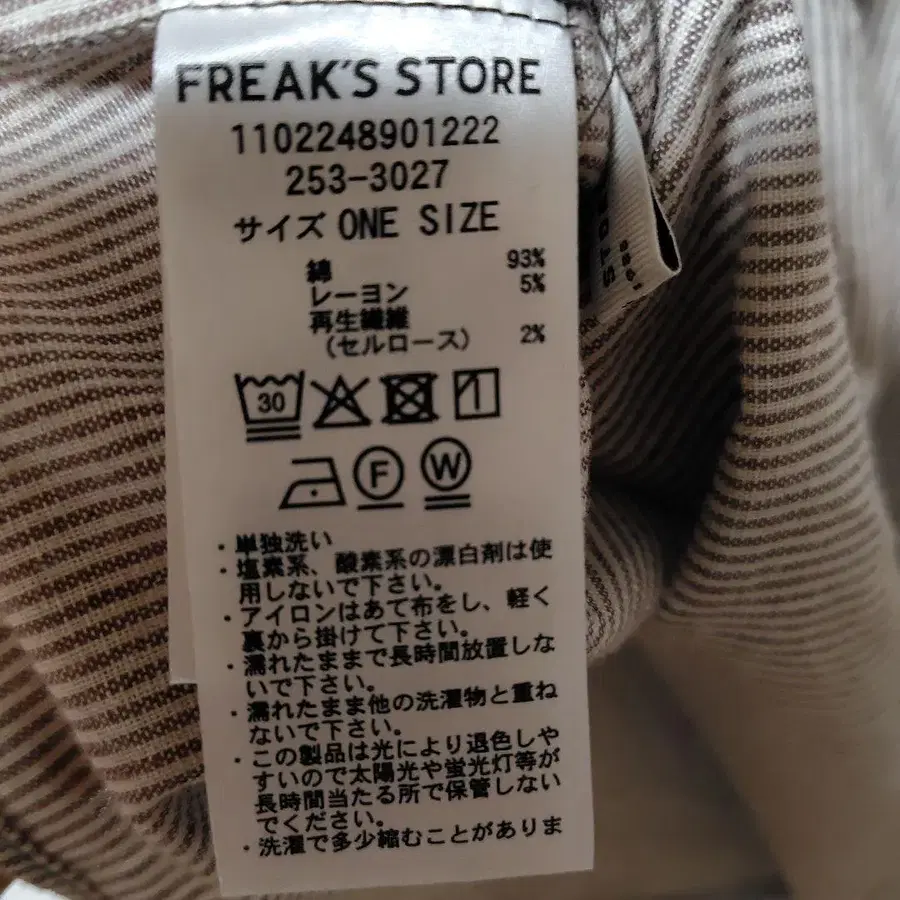 FREAK'S STORE
1102248901222
253-3027
サイズ ONE SIZE
綿 93%
レーヨン 5%
再生繊維
(セルロース) 2%
30
F W
・単独洗い
・塩素系、酸素系の漂白剤は使
用しないで下さい。
・アイロンはあて布をし、軽く
裏から掛けて下さい。
・濡れたままで長時間放置しな
いで下さい。
・濡れたまま他の洗濯物と重ね
ないで下さい。
・この製品は光により退色しや
すいので太陽光や蛍光灯等が
長時間当たる所で保管しない
でください。
・洗濯で多少縮むことがありま